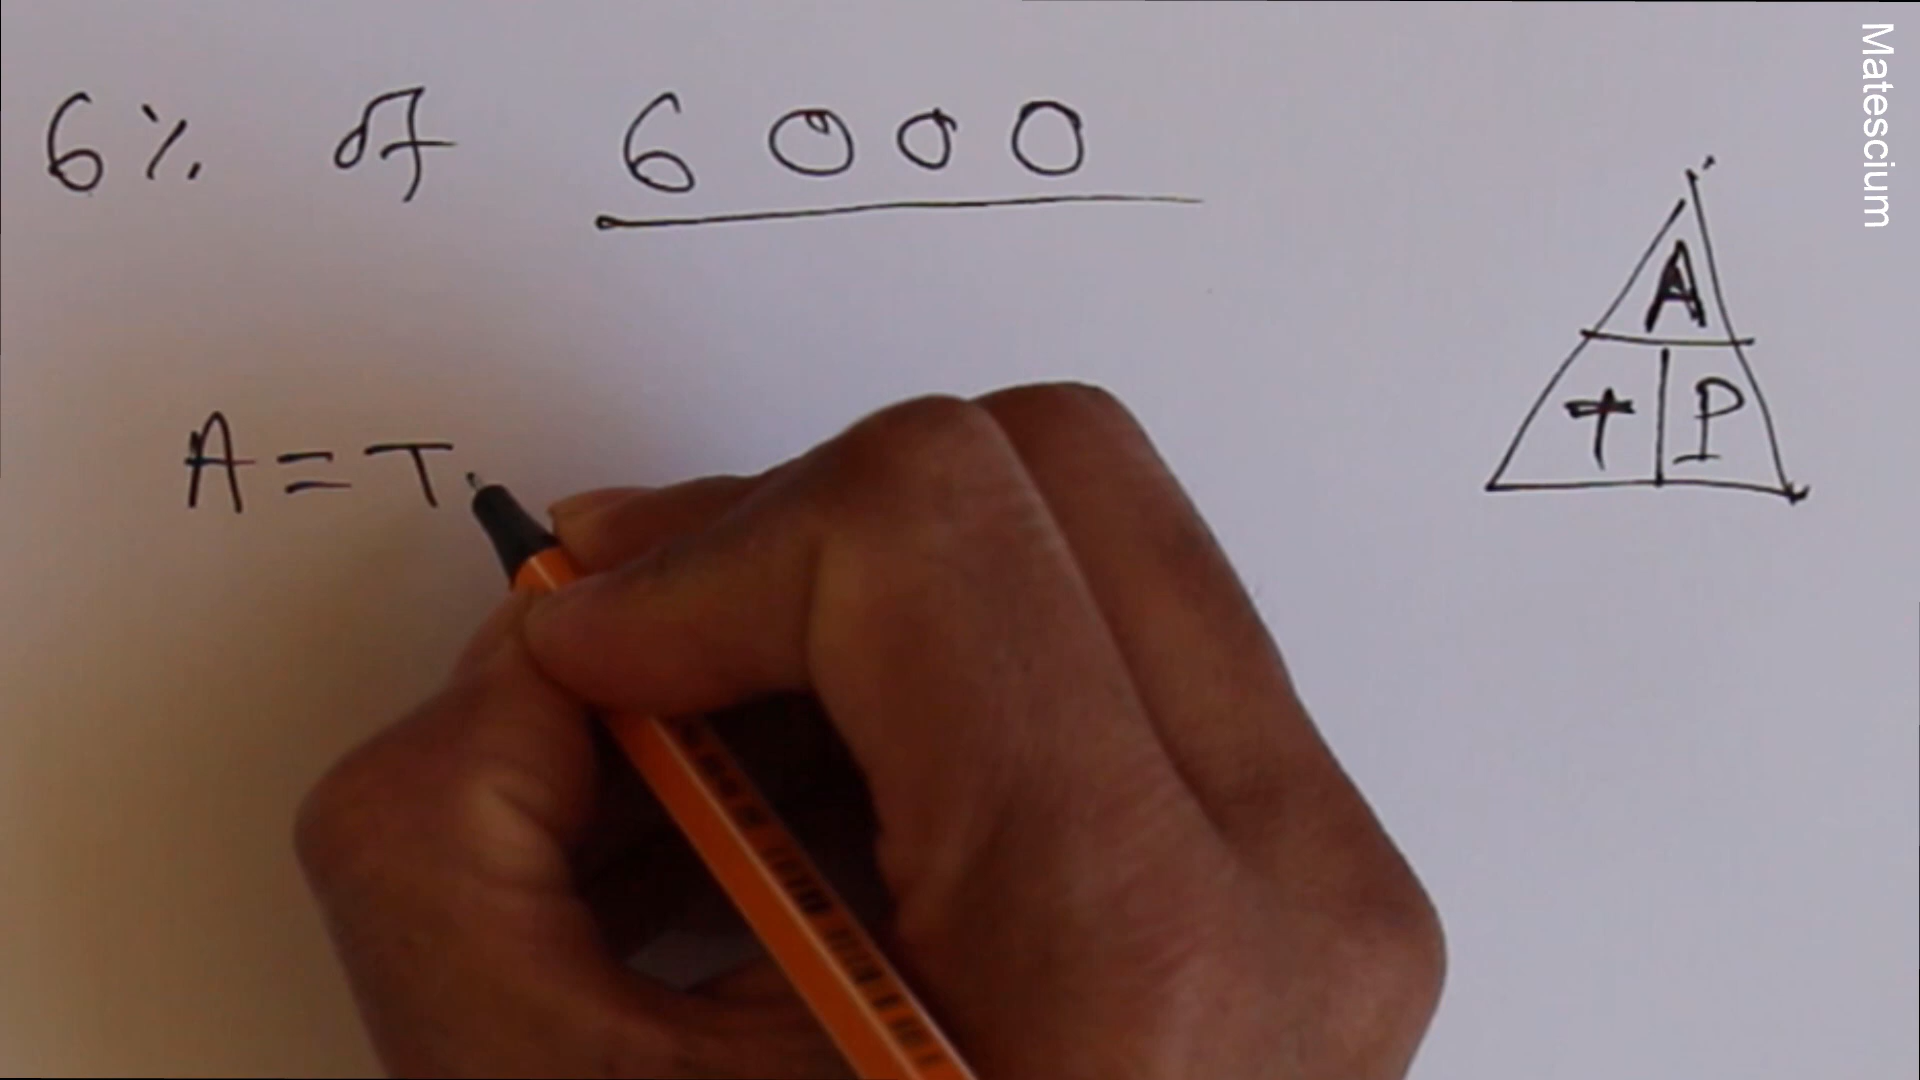 6% of 6000
A = T
A
T P
Matescium